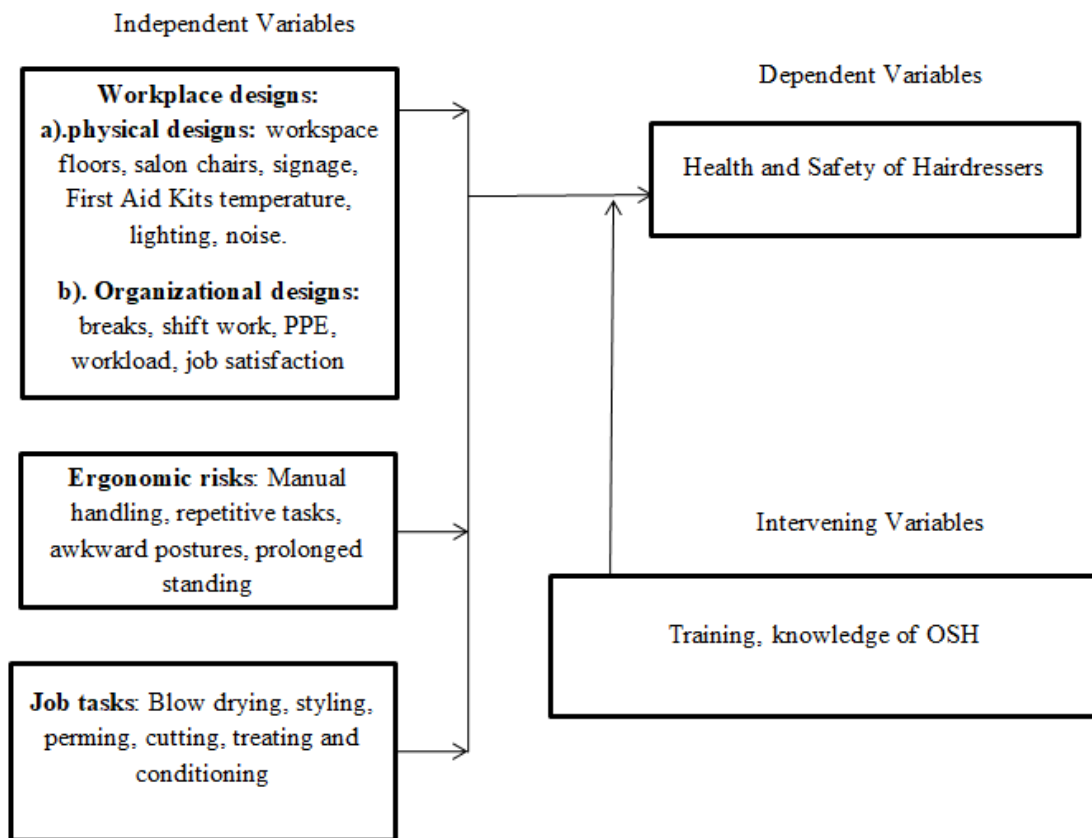 Independent Variables
Workplace designs:
a).physical designs: workspace
floors, salon chairs, signage,
First Aid Kits temperature,
lighting, noise.
b). Organizational designs:
breaks, shift work, PPE,
workload, job satisfaction
Ergonomic risks: Manual
handling, repetitive tasks,
awkward postures, prolonged
standing
Job tasks: Blow drying, styling,
perming, cutting, treating and
conditioning
Dependent Variables
Health and Safety of Hairdressers
Intervening Variables
Training, knowledge of OSH